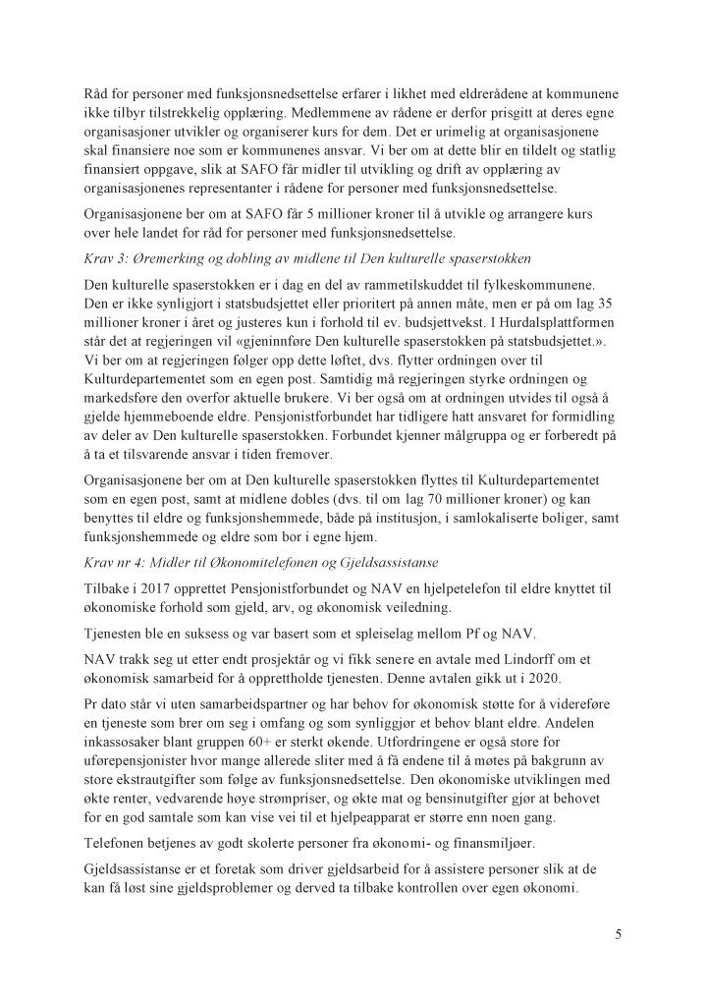 Råd for personer med funksjonsnedsettelse erfarer i likhet med eldrerådene at kommunene
ikke tilbyr tilstrekkelig opplæring. Medlemmene av rådene er derfor prisgitt at deres egne
organisasjoner utvikler og organiserer kurs for dem. Det er urimelig at organisasjonene
skal finansiere noe som er kommunenes ansvar. Vi ber om at dette blir en tildelt og statlig
finansiert oppgave, slik at SAFO får midler til utvikling og drift av opplæring av
organisasjonenes representanter i rådene for personer med funksjonsnedsettelse.
Organisasjonene ber om at SAFO får 5 millioner kroner til å utvikle og arrangere kurs
over hele landet for råd for personer med funksjonsnedsettelse.
Krav 3: Øremerking og dobling av midlene til Den kulturelle spaserstokken
Den kulturelle spaserstokken er i dag en del av rammetilskuddet til fylkeskommunene.
Den er ikke synligjort i statsbudsjettet eller prioritert på annen måte, men er på om lag 35
millioner kroner i året og justeres kun i forhold til ev. budsjettvekst. I Hurdalsplattformen
står det at regjeringen vil «gjeninnføre Den kulturelle spaserstokken på statsbudsjettet.».
Vi ber om at regjeringen følger opp dette løftet, dvs. flytter ordningen over til
Kulturdepartementet som en egen post. Samtidig må regjeringen styrke ordningen og
markedsføre den overfor aktuelle brukere. Vi ber også om at ordningen utvides til også å
gjelde hjemmeboende eldre. Pensjonistforbundet har tidligere hatt ansvaret for formidling
av deler av Den kulturelle spaserstokken. Forbundet kjenner målgruppa og er forberedt på
å ta et tilsvarende ansvar i tiden fremover.
Organisasjonene ber om at Den kulturelle spaserstokken flyttes til Kulturdepartementet
som en egen post, samt at midlene dobles (dvs. til om lag 70 millioner kroner) og kan
benyttes til eldre og funksjonshemmede, både på institusjon, i samlokaliserte boliger, samt
funksjonshemmede og eldre som bor i egne hjem.
Krav nr 4: Midler til Økonomitelefonen og Gjeldsassistanse
Tilbake i 2017 opprettet Pensjonistforbundet og NAV en hjelpetelefon til eldre knyttet til
økonomiske forhold som gjeld, arv, og økonomisk veiledning.
Tjenesten ble en suksess og var basert som et spleiselag mellom Pf og NAV.
NAV trakk seg ut etter endt prosjektår og vi fikk senere en avtale med Lindorff om et
økonomisk samarbeid for å opprettholde tjenesten. Denne avtalen gikk ut i 2020.
Pr dato står vi uten samarbeidspartner og har behov for økonomisk støtte for å videreføre
en tjeneste som brer om seg i omfang og som synliggjør et behov blant eldre. Andelen
inkassosaker blant gruppen 60+ er sterkt økende. Utfordringene er også store for
uførepensjonister hvor mange allerede sliter med å få endene til å møtes på bakgrunn av
store ekstrautgifter som følge av funksjonsnedsettelse. Den økonomiske utviklingen med
økte renter, vedvarende høye strømpriser, og økte mat og bensinutgifter gjør at behovet
for en god samtale som kan vise vei til et hjelpeapparat er større enn noen gang.
Telefonen betjenes av godt skolerte personer fra økonomi- og finansmiljøer.
Gjeldsassistanse er et foretak som driver gjeldsarbeid for å assistere personer slik at de
kan få løst sine gjeldsproblemer og derved ta tilbake kontrollen over egen økonomi.
5